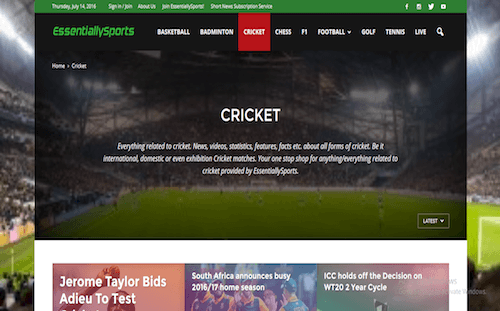 Thursday, July 14, 2016 Sign in / Join About Us Join EssentiallySports! Short News Subscription Service
EssentiallySports BASKETBALL BADMINTON CRICKET CHESS F1 FOOTBALL GOLF TENNIS LIVE
Home › Cricket
CRICKET
Everything related to cricket. News, videos, statistics, features, facts etc. about all forms of cricket. Be it
international, domestic or even exhibition Cricket matches. Your one stop shop for anything/everything related to
cricket provided by EssentiallySports.
LATEST
Jerome Taylor Bids
Adieu To Test
South Africa announces busy
2016/17 home season
ICC holds off the Decision on
WT20 2 Year Cycle